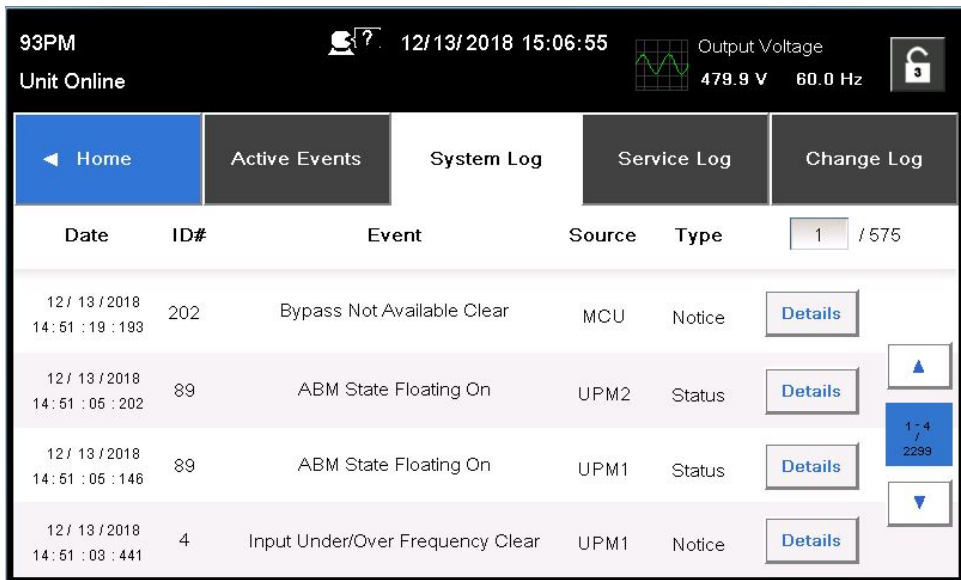 93PM ? 12/13/2018 15:06:55 Output Voltage
Unit Online 479.9 V 60.0 Hz 3
◄ Home Active Events System Log Service Log Change Log
Date ID# Event Source Type 1 / 575
12/ 13 / 2018
14:51 :19 :193 202 Bypass Not Available Clear MCU Notice Details
12/ 13 / 2018
14:51 :05 :202 89 ABM State Floating On UPM2 Status Details
▲
1 - 4
/
2299
12/ 13 / 2018
14:51 :05 :146 89 ABM State Floating On UPM1 Status Details
▼
12/ 13 / 2018
14:51 :03 :441 4 Input Under/Over Frequency Clear UPM1 Notice Details